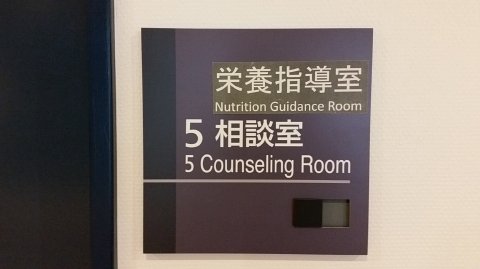 栄養指導室
Nutrition Guidance Room
5 相談室
5 Counseling Room